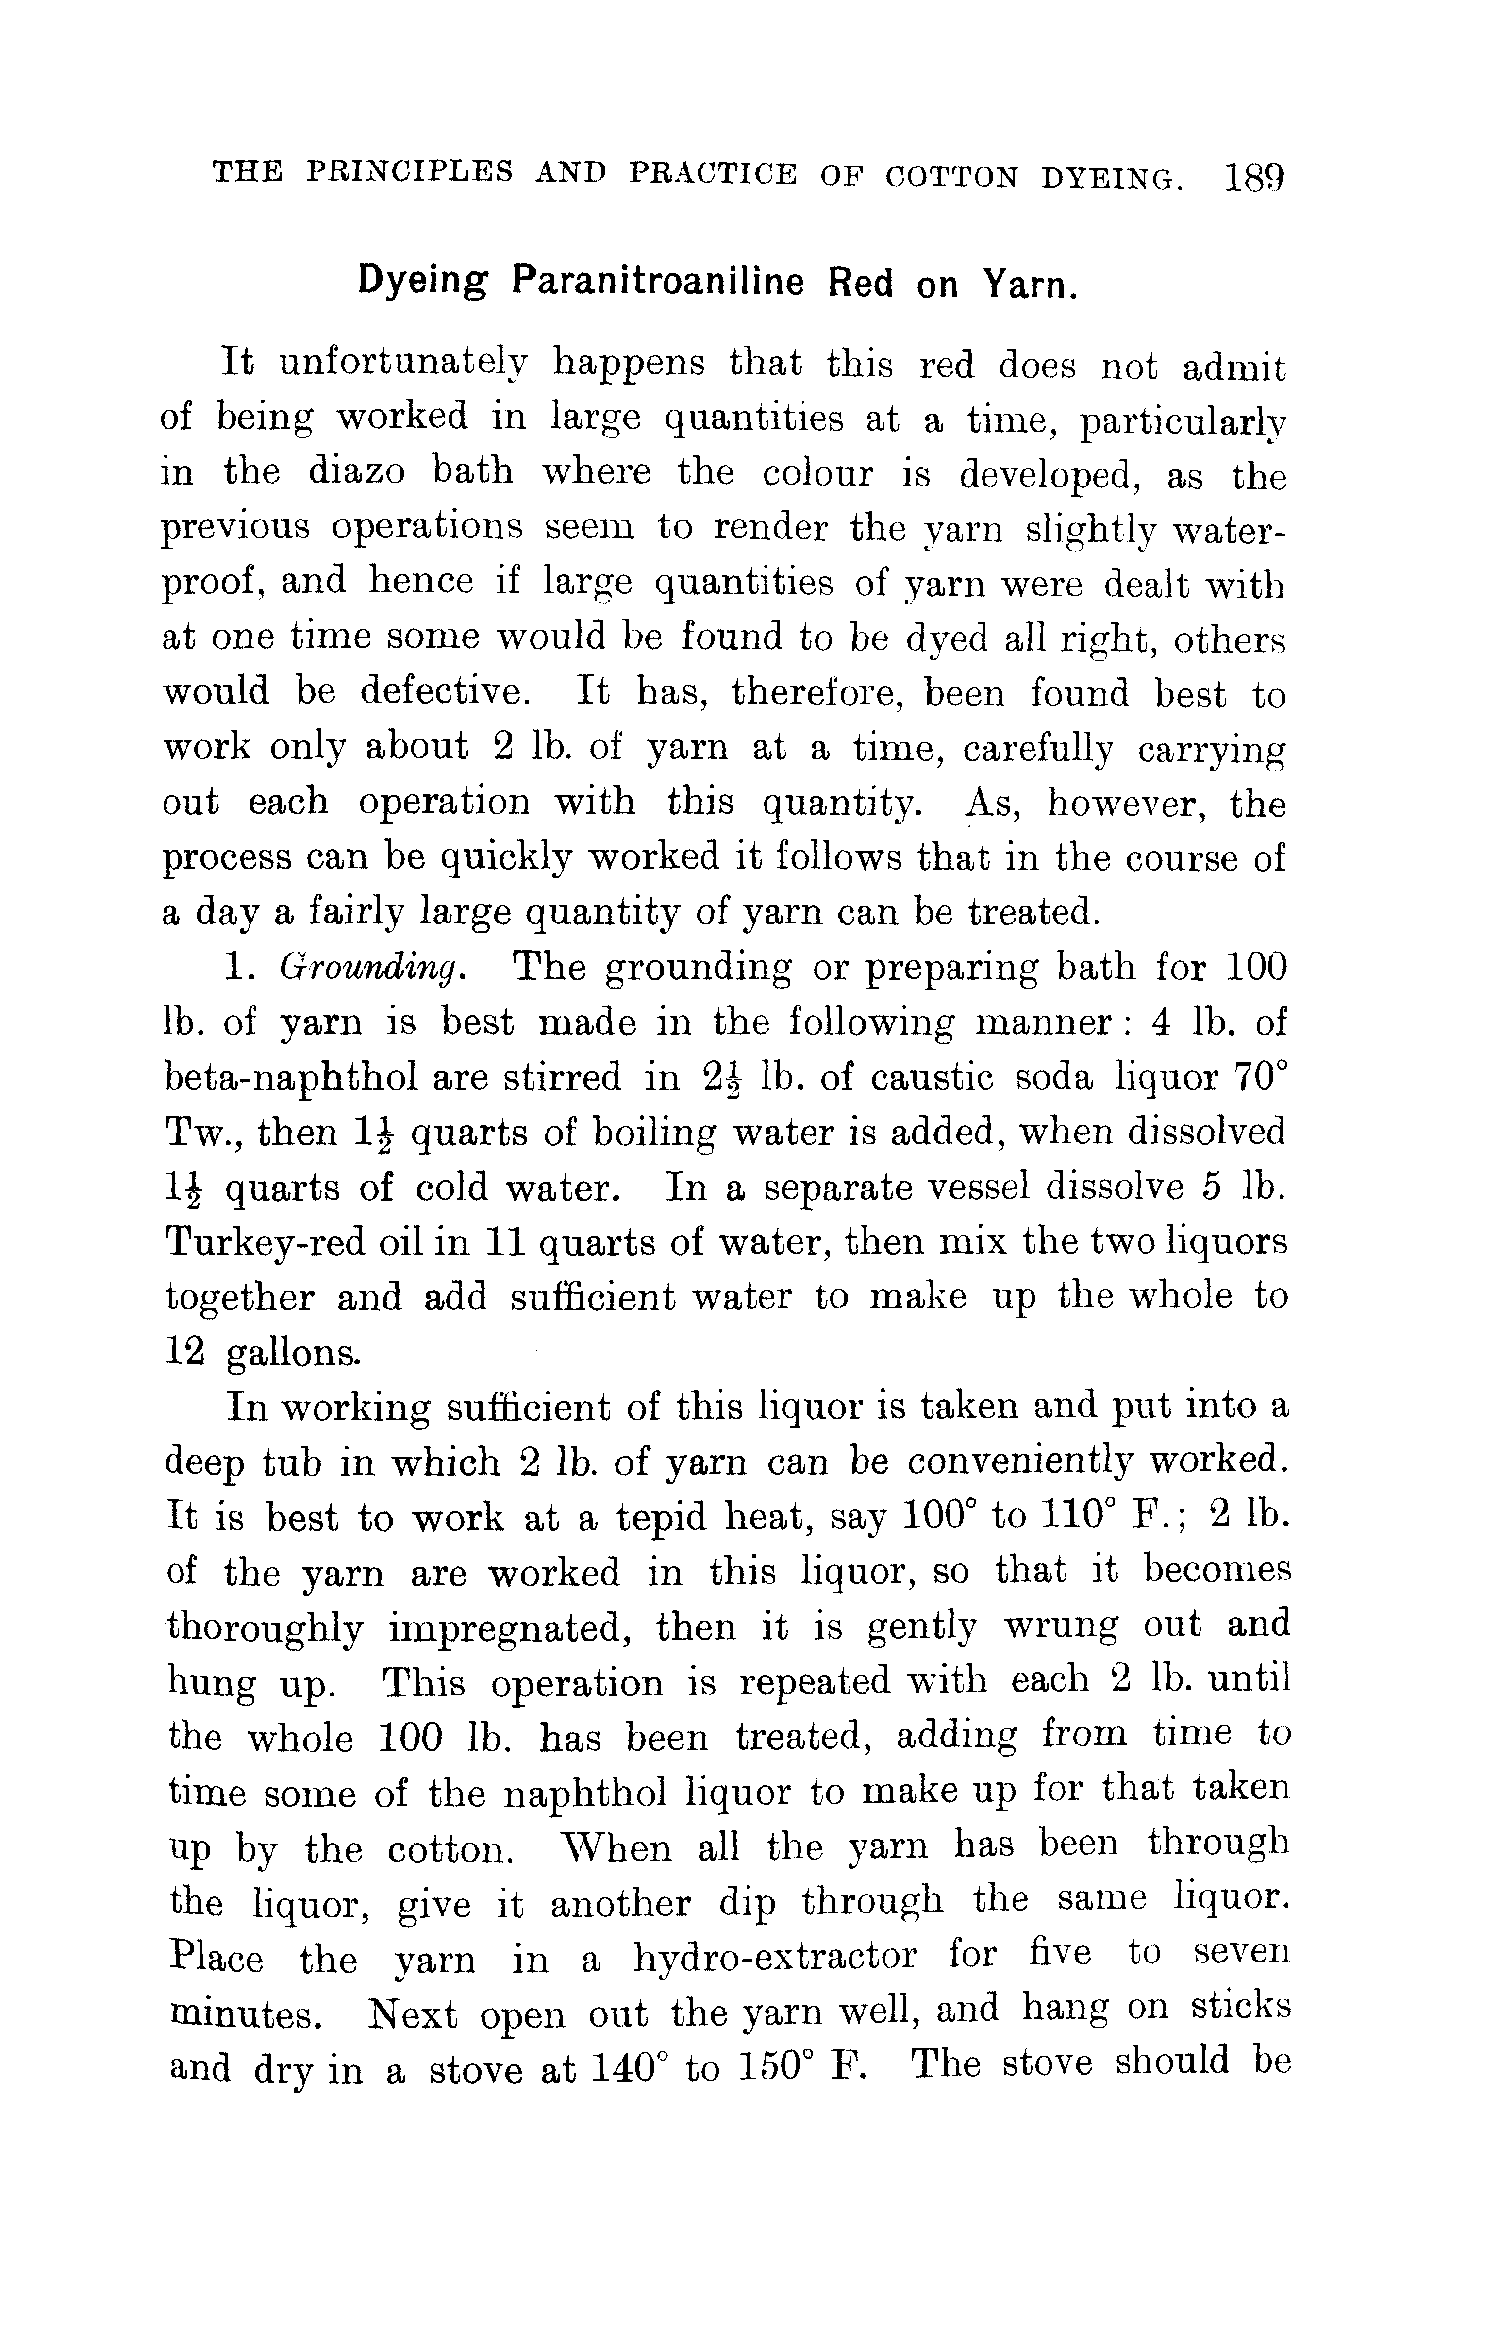 THE PRINCIPLES AND PRACTICE OF COTTON DYEING. 189
Dyeing Paranitroaniline Red on Yarn.
It unfortunately happens that this red does not admit
of being worked in large quantities at a time, particularly
in the diazo bath where the colour is developed, as the
previous operations seem to render the yarn slightly water-
proof, and hence if large quantities of yarn were dealt with
at one time some would be found to be dyed all right, others
would be defective. It has, therefore, been found best to
work only about 2 lb. of yarn at a time, carefully carrying
out each operation with this quantity. As, however, the
process can be quickly worked it follows that in the course of
a day a fairly large quantity of yarn can be treated.
1. Grounding. The grounding or preparing bath for 100
lb. of yarn is best made in the following manner: 4 lb. of
beta-naphthol are stirred in 2½ lb. of caustic soda liquor 70°
Tw., then 1½ quarts of boiling water is added, when dissolved
1½ quarts of cold water. In a separate vessel dissolve 5 lb.
Turkey-red oil in 11 quarts of water, then mix the two liquors
together and add sufficient water to make up the whole to
12 gallons.
In working sufficient of this liquor is taken and put into a
deep tub in which 2 lb. of yarn can be conveniently worked.
It is best to work at a tepid heat, say 100° to 110° F.; 2 lb.
of the yarn are worked in this liquor, so that it becomes
thoroughly impregnated, then it is gently wrung out and
hung up. This operation is repeated with each 2 lb. until
the whole 100 lb. has been treated, adding from time to
time some of the naphthol liquor to make up for that taken
up by the cotton. When all the yarn has been through
the liquor, give it another dip through the same liquor.
Place the yarn in a hydro-extractor for five to seven
minutes. Next open out the yarn well, and hang on sticks
and dry in a stove at 140° to 150° F. The stove should be